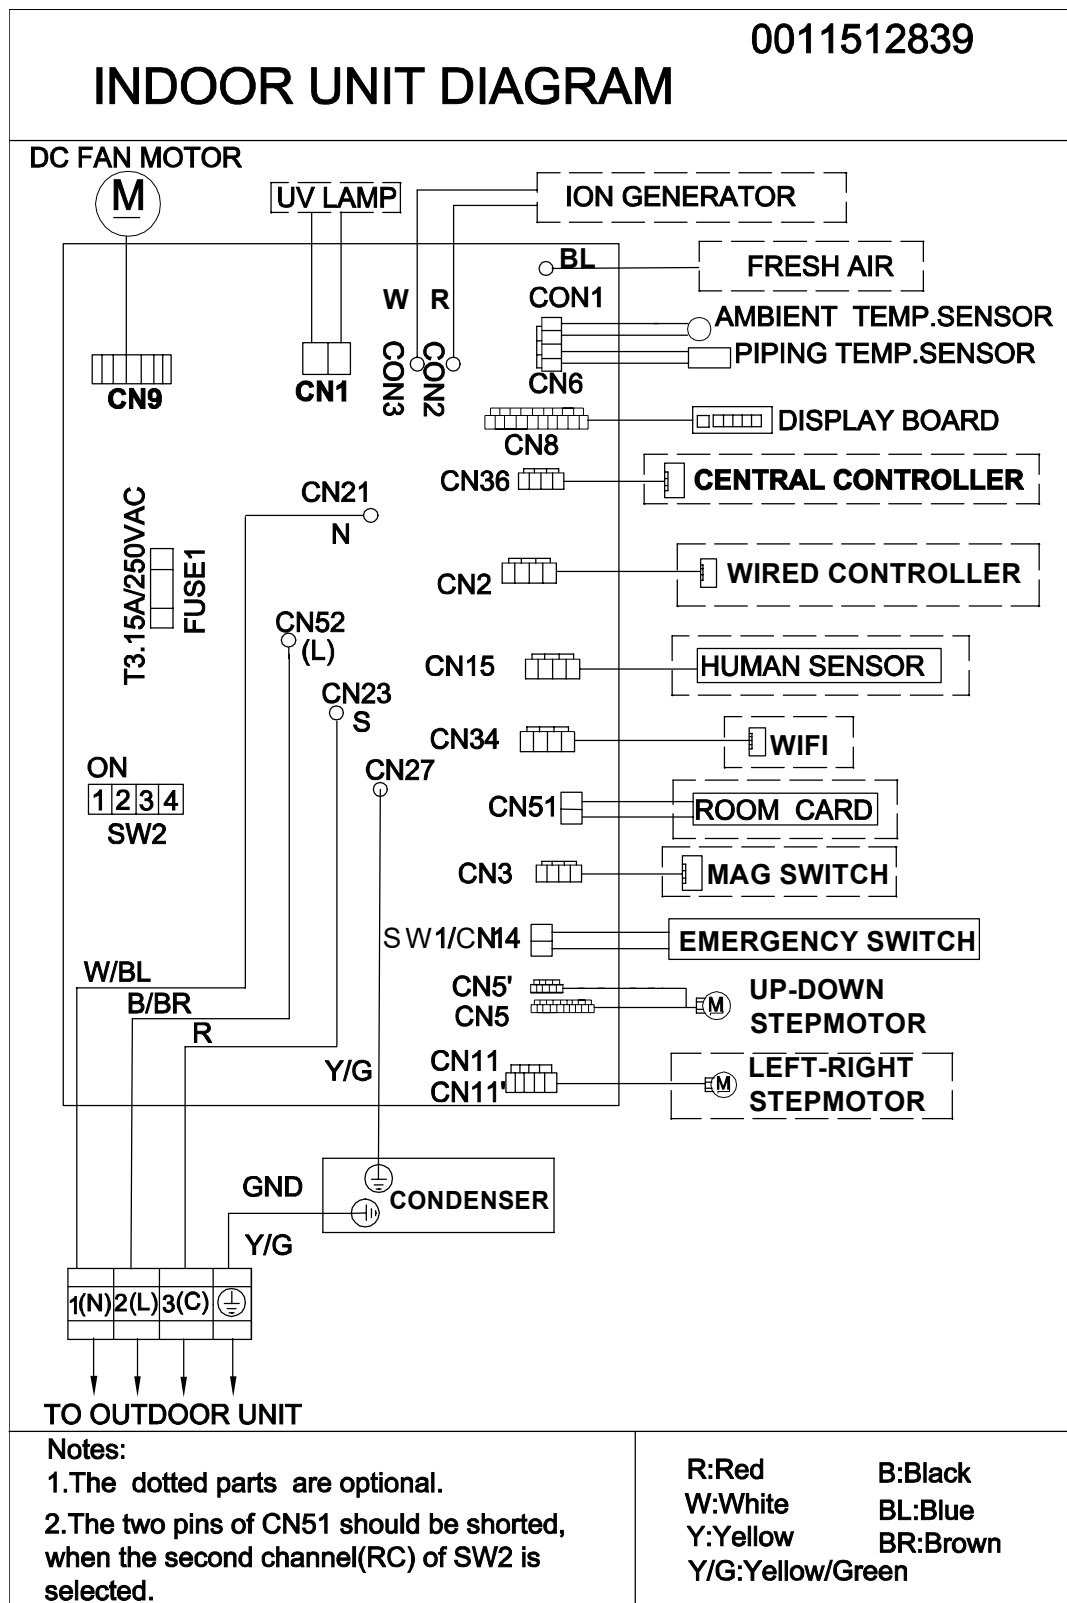 0011512839
INDOOR UNIT DIAGRAM
DC FAN MOTOR
M
UV LAMP
ION GENERATOR
BL
FRESH AIR
W R
CON1
AMBIENT TEMP.SENSOR
PIPING TEMP.SENSOR
CN9
CN1
CON3
CON2
CN6
DISPLAY BOARD
CN8
CN36
CENTRAL CONTROLLER
CN21
N
T3.15A/250VAC
FUSE1
CN2
WIRED CONTROLLER
CN52
(L)
CN15
HUMAN SENSOR
CN23
S
CN34
WIFI
ON
1 2 3 4
SW2
CN27
CN51
ROOM CARD
CN3
MAG SWITCH
SW1/CN14
EMERGENCY SWITCH
W/BL
B/BR
R
CN5'
CN5
M
UP-DOWN
STEPMOTOR
Y/G
CN11
CN11'
M
LEFT-RIGHT
STEPMOTOR
GND
CONDENSER
Y/G
1(N) 2(L) 3(C)
TO OUTDOOR UNIT
Notes:
1.The dotted parts are optional.
2.The two pins of CN51 should be shorted,
when the second channel(RC) of SW2 is
selected.
R:Red
B:Black
W:White
BL:Blue
Y:Yellow
BR:Brown
Y/G:Yellow/Green